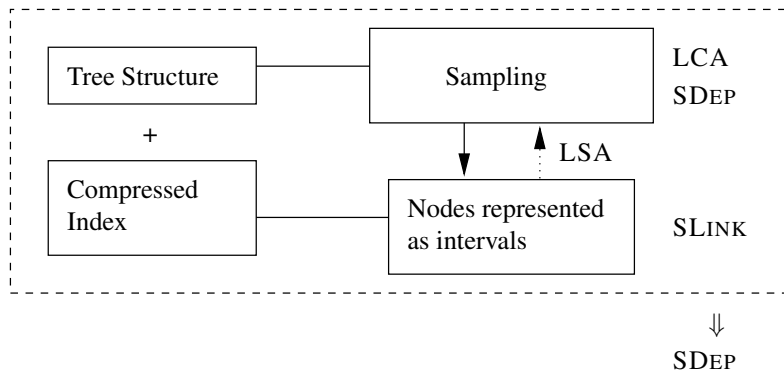 Tree Structure
Sampling
LCA
SDEP
+
LSA
Compressed
Index
Nodes represented
as intervals
SLINK
⇓
SDEP